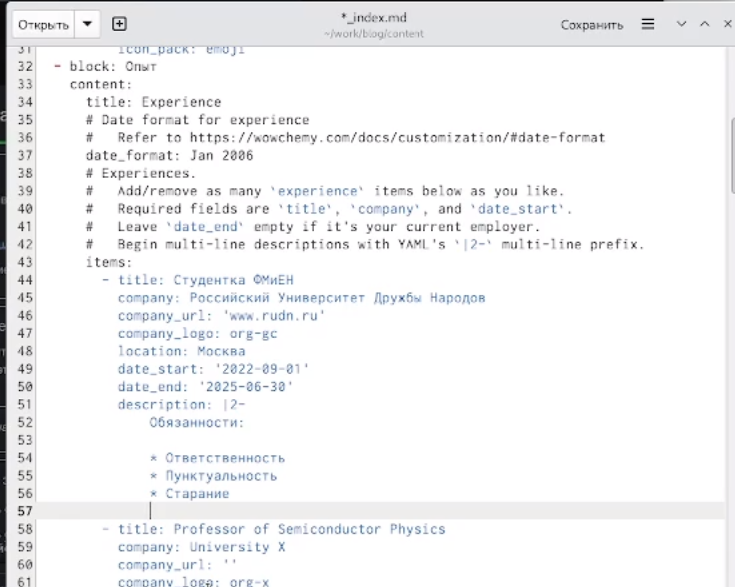 Открыть
*_index.md
~/work/blog/content
Сохранить
31 icon_pack: emoji
32 - block: Опыт
33 content:
34 title: Experience
35 # Date format for experience
36 # Refer to https://wowchemy.com/docs/customization/#date-format
37 date_format: Jan 2006
38 # Experiences.
39 # Add/remove as many `experience` items below as you like.
40 # Required fields are `title`, `company`, and `date_start`.
41 # Leave `date_end` empty if it's your current employer.
42 # Begin multi-line descriptions with YAML's `|2-` multi-line prefix.
43 items:
44 - title: Студентка ФМиЕН
45 company: Российский Университет Дружбы Народов
46 company_url: 'www.rudn.ru'
47 company_logo: org-gc
48 location: Москва
49 date_start: '2022-09-01'
50 date_end: '2025-06-30'
51 description: |2-
52 Обязанности:
53
54 * Ответственность
55 * Пунктуальность
56 * Старание
57
58 - title: Professor of Semiconductor Physics
59 company: University X
60 company_url: ''
61 company_logo: org-x